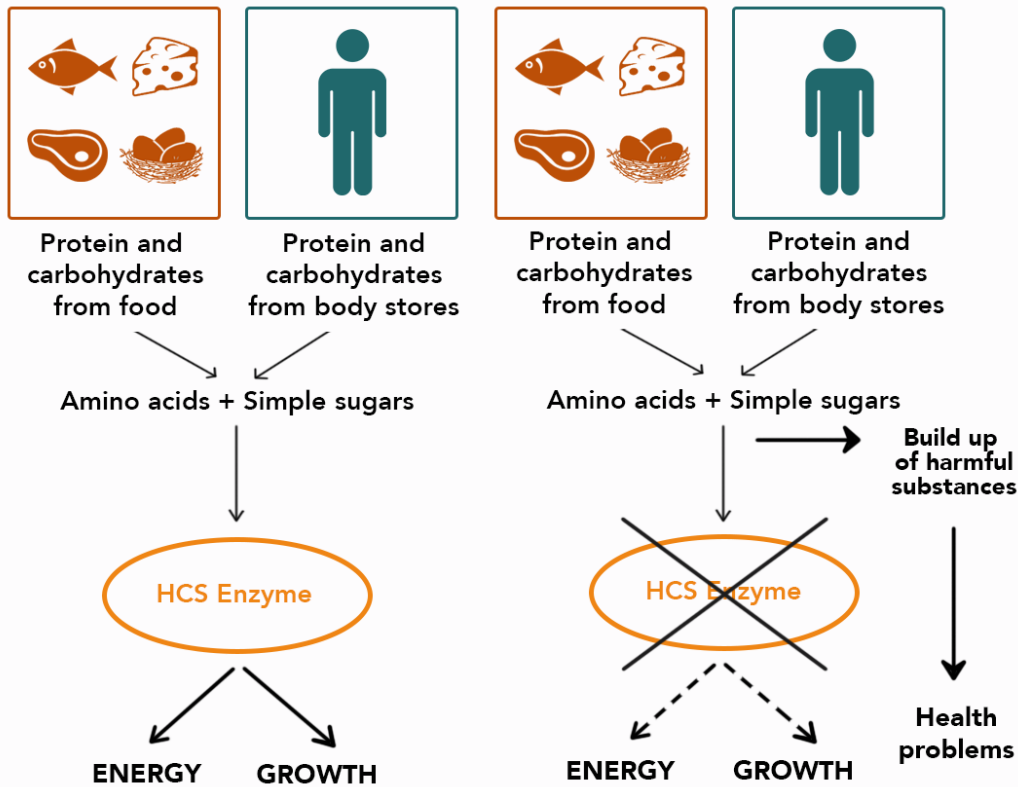 Protein and
carbohydrates
from food
Protein and
carbohydrates
from body stores
Amino acids + Simple sugars
HCS Enzyme
ENERGY
GROWTH
Protein and
carbohydrates
from food
Protein and
carbohydrates
from body stores
Amino acids + Simple sugars
Build up
of harmful
substances
HCS Enzyme
Health
problems
ENERGY
GROWTH